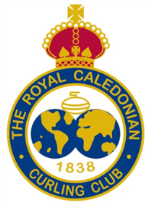 THE ROYAL CALEDONIAN
1838
· CURLING CLUB ·